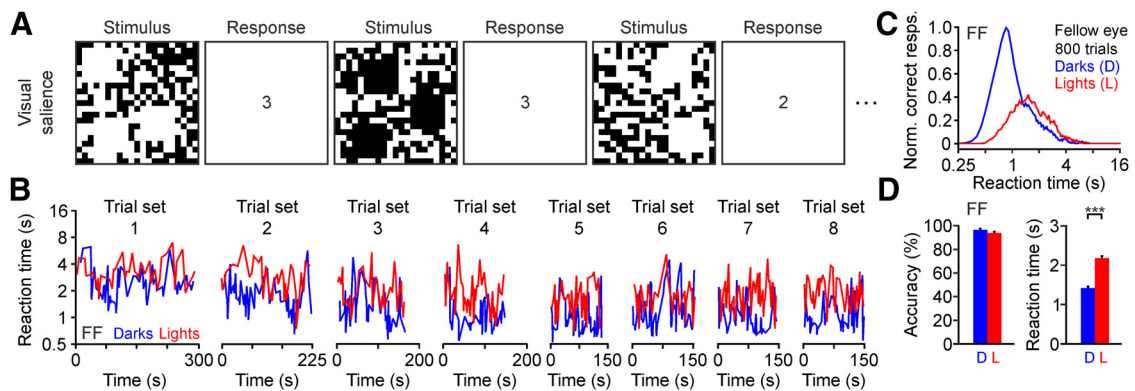 A
Stimulus Response Stimulus Response Stimulus Response
Visual
salience
3 3 2 ...
B
Reaction time (s)
16
8
4
2
1
0.5
Trial set Trial set Trial set Trial set Trial set Trial set Trial set Trial set
1 2 3 4 5 6 7 8
FF Darks Lights
0 300 0 225 0 200 0 200 0 150 0 150 0 150 0 150
Time (s) Time (s) Time (s) Time (s) Time (s) Time (s) Time (s) Time (s)
C
Norm. correct resps.
1.0
0.8
0.6
0.4
0.2
0
FF
Fellow eye
800 trials
Darks (D)
Lights (L)
0.25 1 4 16
Reaction time (s)
D
FF
Accuracy (%)
100
80
60
40
20
0
D L
Reaction time (s)
3
2
1
0
***
D L